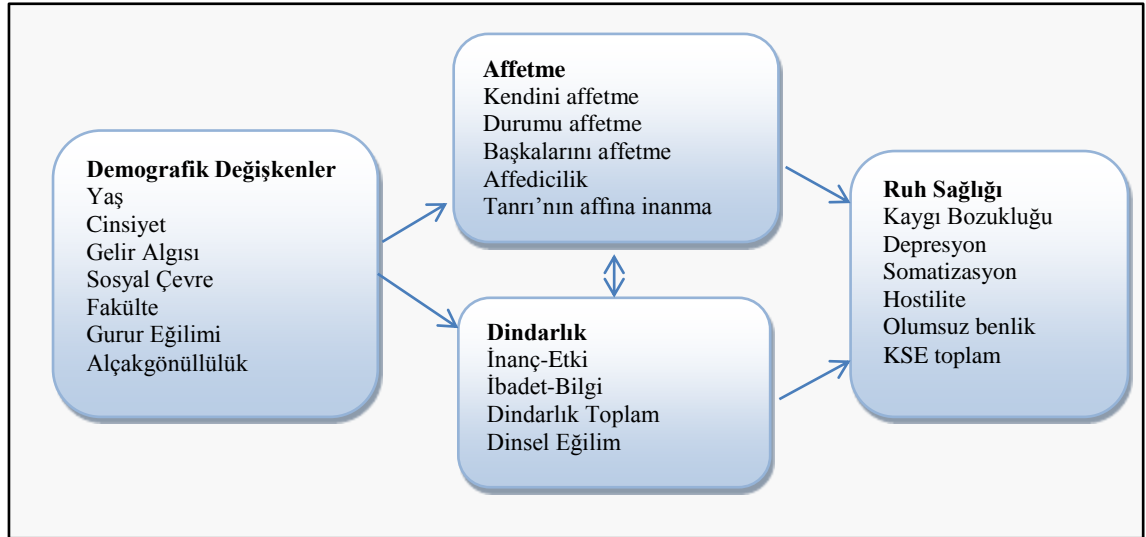 Demografik Değişkenler
Yaş
Cinsiyet
Gelir Algısı
Sosyal Çevre
Fakülte
Gurur Eğilimi
Alçakgönüllülük
Affetme
Kendini affetme
Durumu affetme
Başkalarını affetme
Affedicilik
Tanrı’nın affına inanma
Dindarlık
İnanç-Etki
İbadet-Bilgi
Dindarlık Toplam
Dinsel Eğilim
Ruh Sağlığı
Kaygı Bozukluğu
Depresyon
Somatizasyon
Hostilite
Olumsuz benlik
KSE toplam